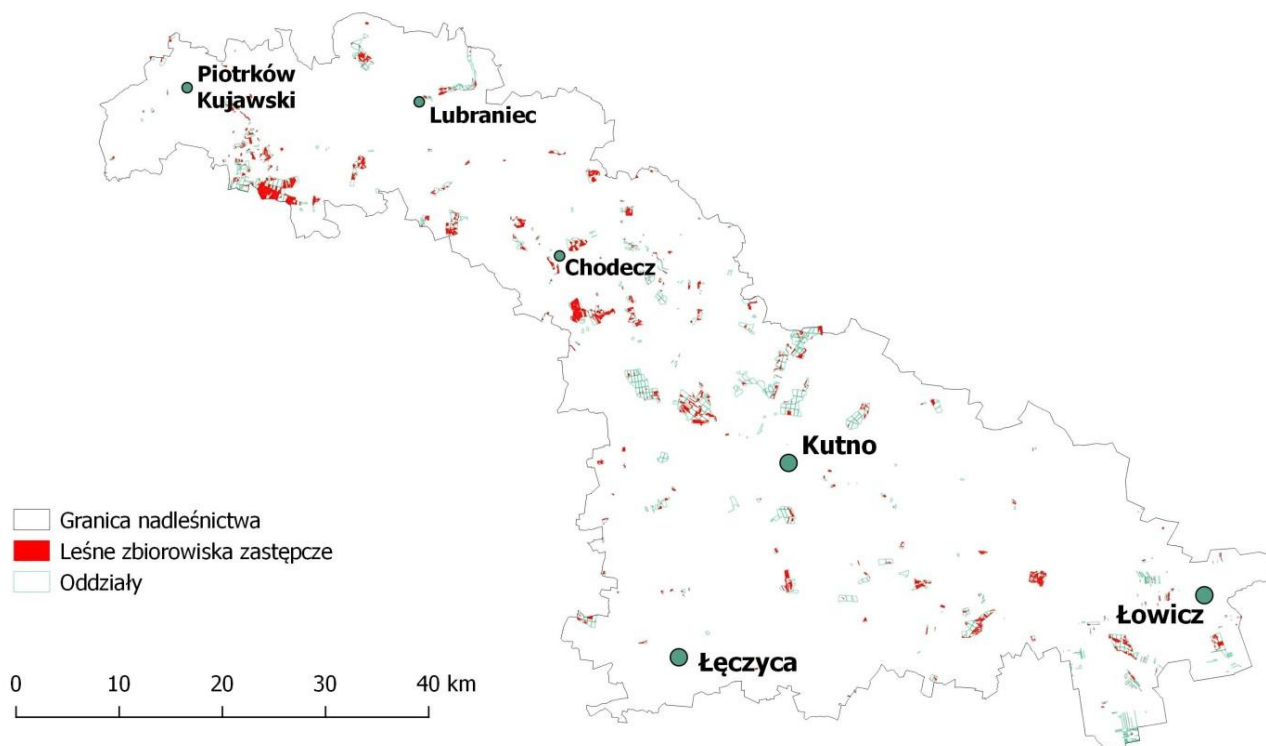 Piotrków
Kujawski
Lubraniec
Chodecz
Kutno
Granica nadleśnictwa
Leśne zbiorowiska zastępcze
Oddziały
Łowicz
Łęczyca
0 10 20 30 40 km